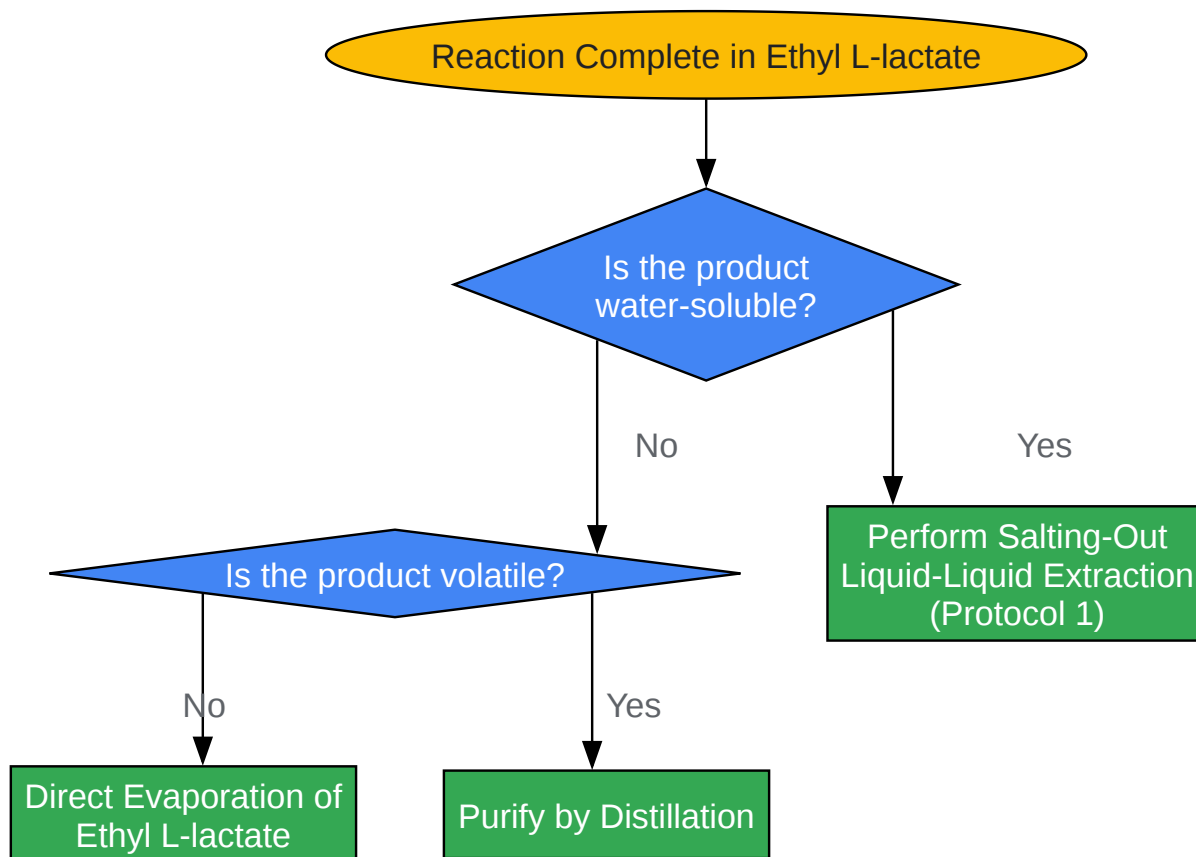 Reaction Complete in Ethyl L-lactate
Is the product
water-soluble?
No
Yes
Perform Salting-Out
Liquid-Liquid Extraction
(Protocol 1)
Is the product volatile?
No
Yes
Direct Evaporation of
Ethyl L-lactate
Purify by Distillation